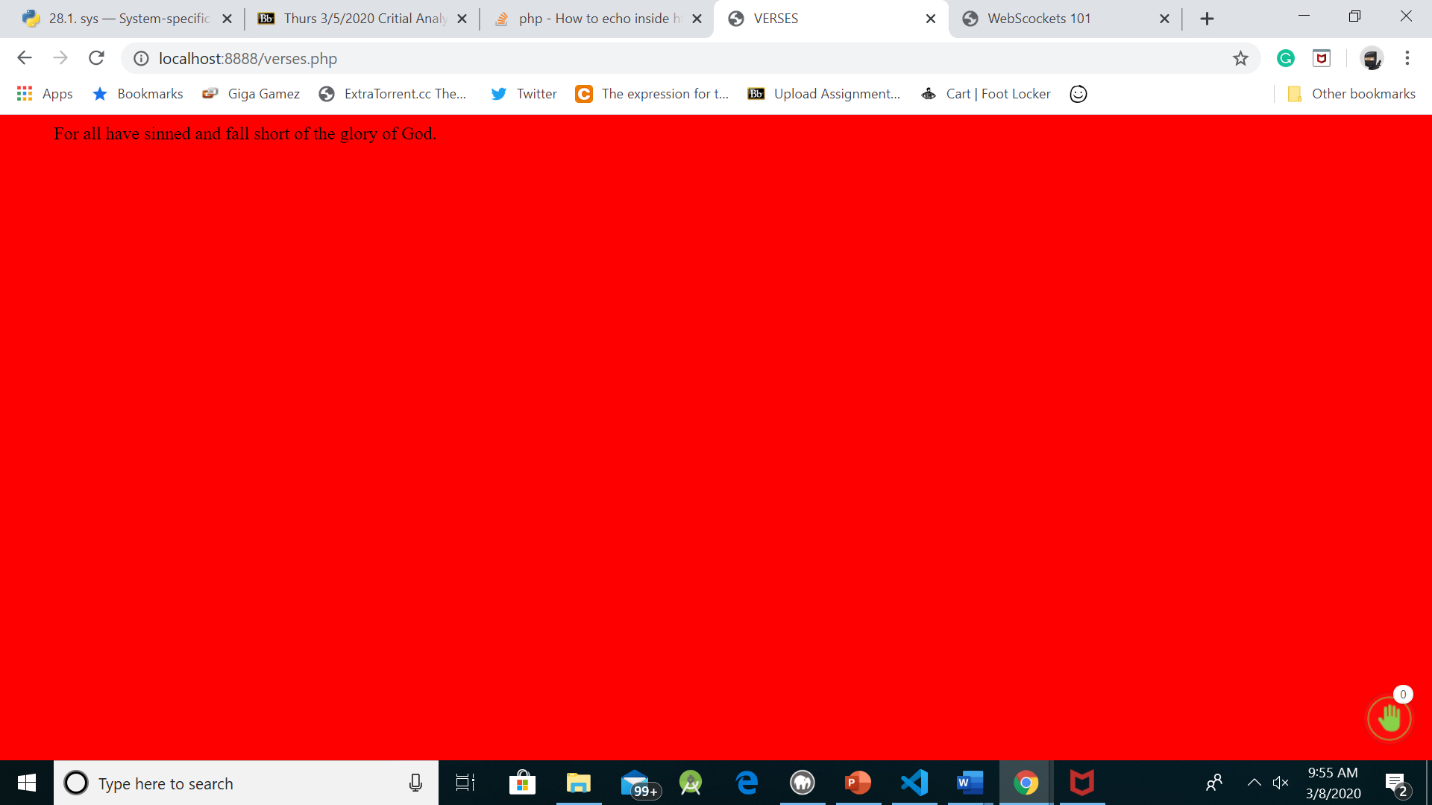 28.1. sys — System-specific
Bb Thurs 3/5/2020 Critial Analy
php - How to echo inside h
VERSES
WebScockets 101
localhost:8888/verses.php
Apps Bookmarks Giga Gamez ExtraTorrent.cc The... Twitter C The expression for t... Bb Upload Assignment... Cart | Foot Locker Other bookmarks
For all have sinned and fall short of the glory of God.
0
Type here to search
99+
P
W
9:55 AM
3/8/2020
2